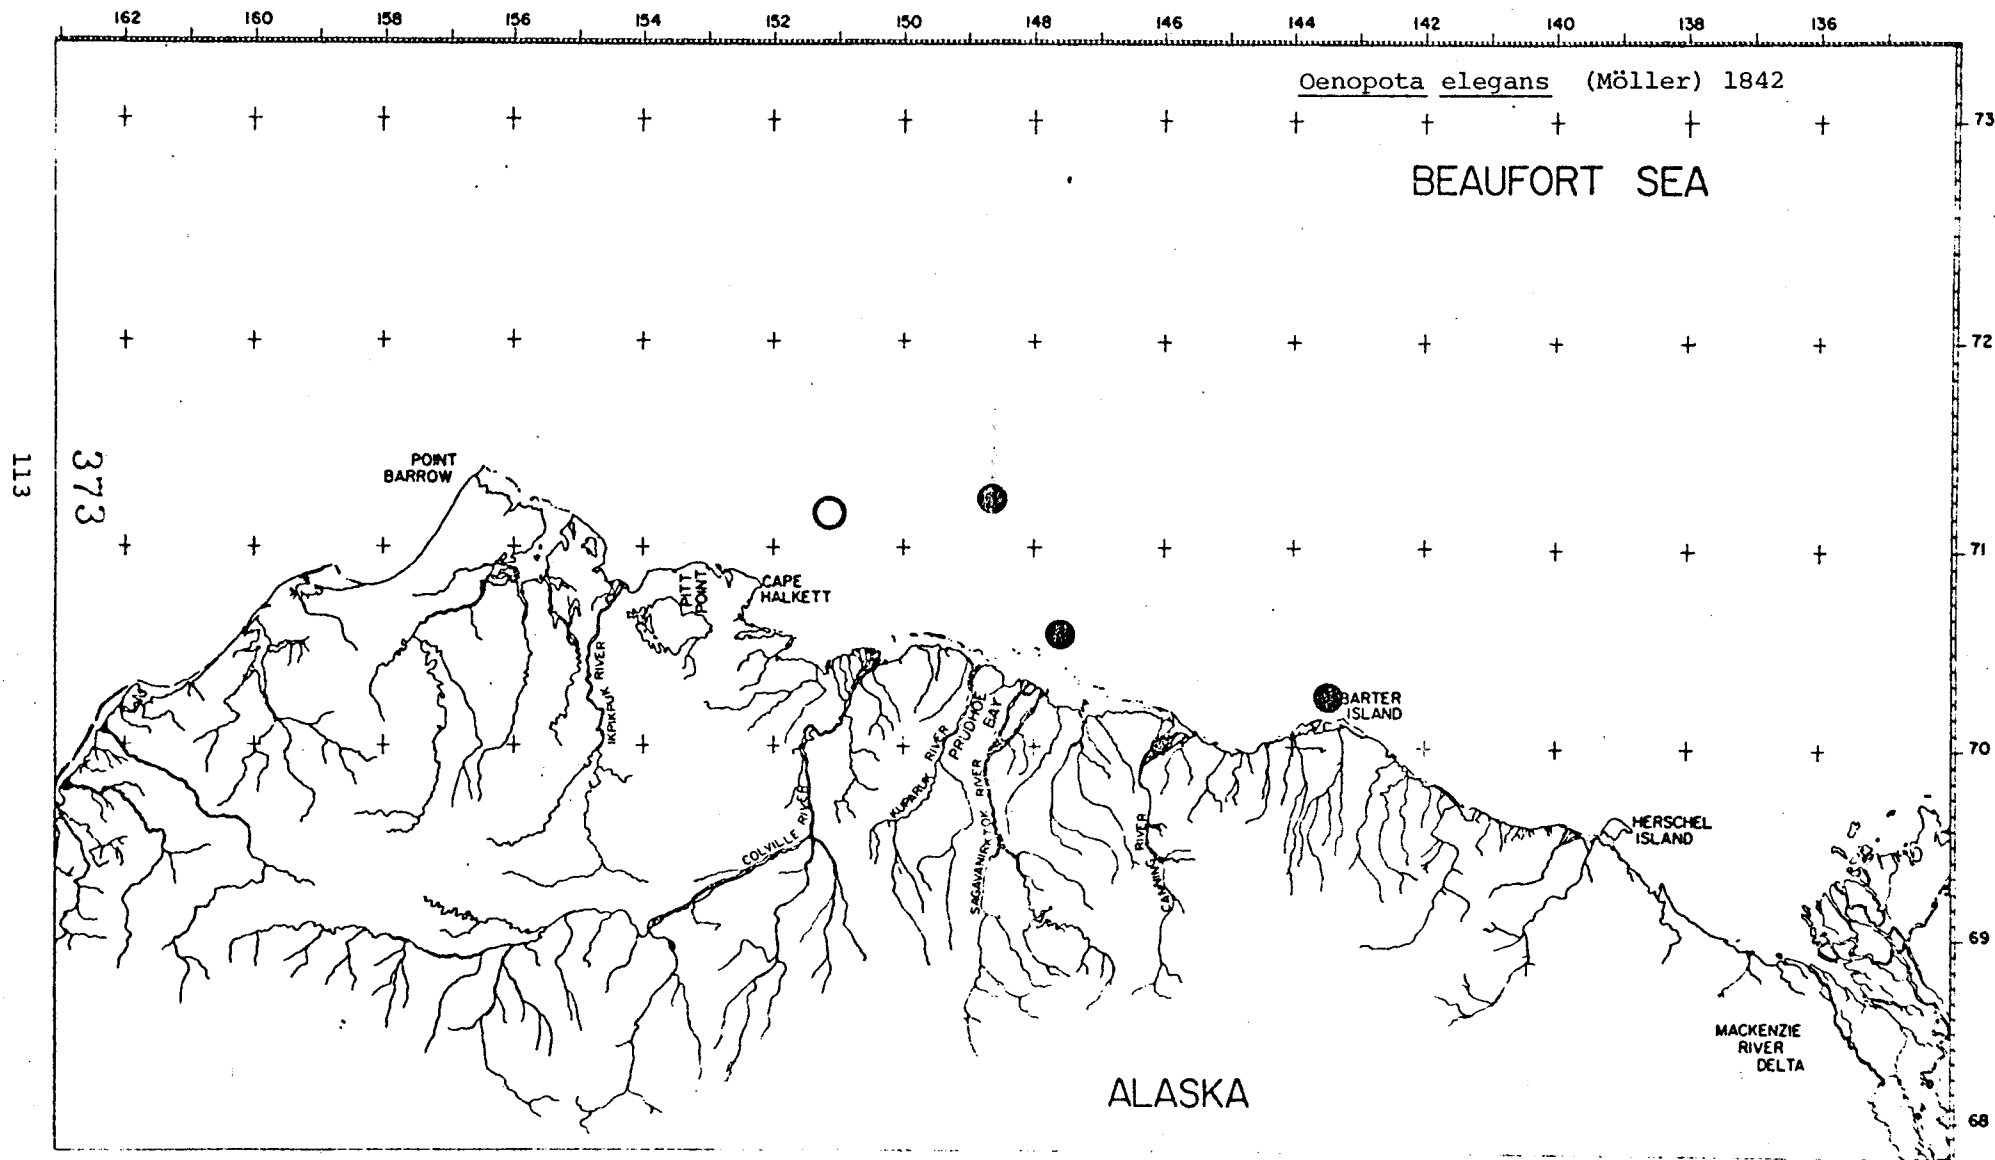 162 160 158 156 154 152 150 148 146 144 142 140 138 136
Oenopota elegans (Möller) 1842
73
BEAUFORT SEA
72
POINT
BARROW
113
373
71
PITT
POINT
CAPE
HALKETT
IKPIKPUK RIVER
BARTER
ISLAND
PRUDHOE
BAY
70
KUPARUK RIVER
SAGAVANIRKTOK RIVER
COLVILLE RIVER
CANNING RIVER
HERSCHEL
ISLAND
69
MACKENZIE
RIVER
DELTA
ALASKA
68